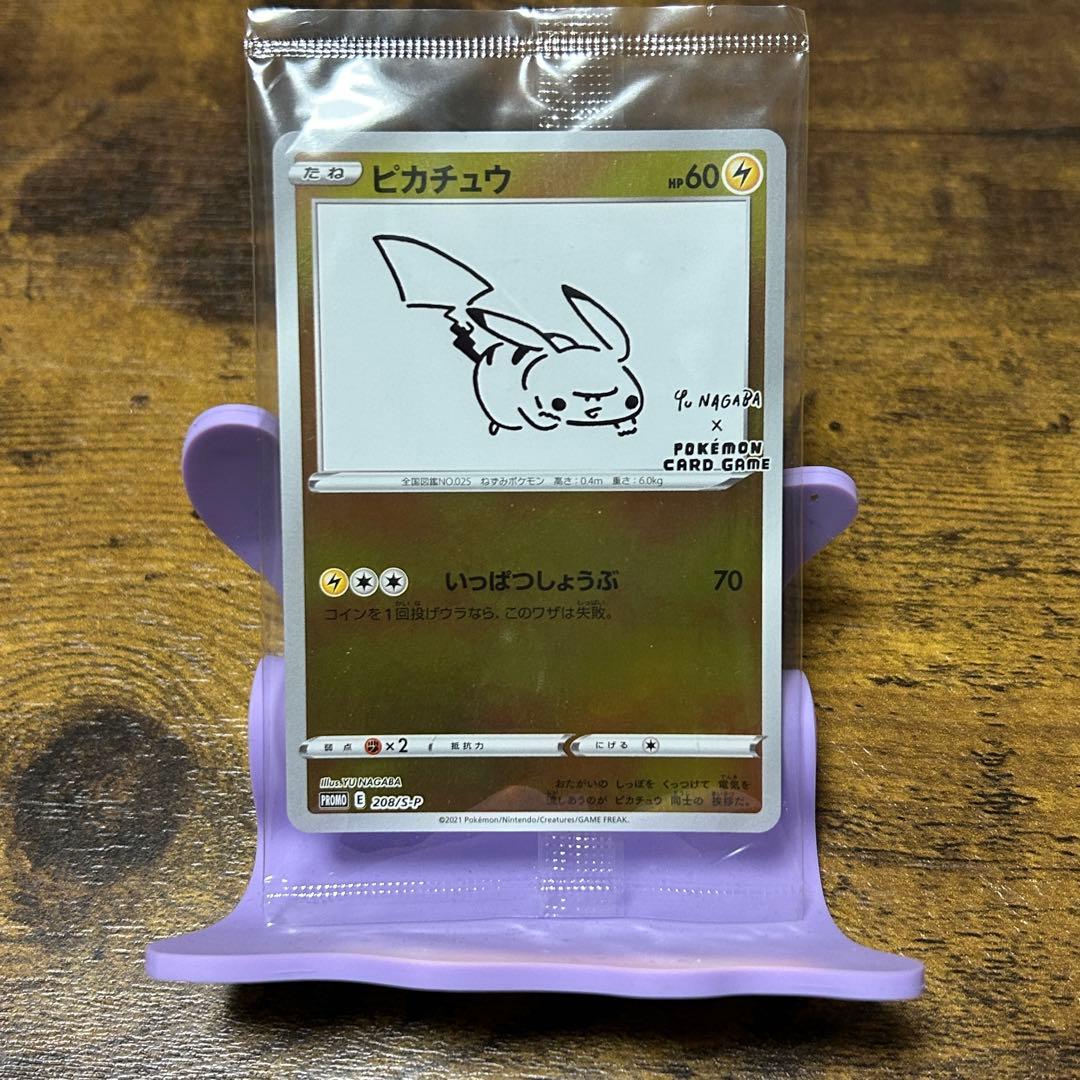 たね ピカチュウ HP60
Yu NAGABA
×
POKÉMON
CARD GAME
全国図鑑NO.025 ねずみポケモン 高さ:0.4m 重さ:6.0kg
いっぱつしょうぶ 70
コインを1回投げウラなら、このワザは失敗。
弱点 ×2 抵抗力 にげる
Illus.YU NAGABA
PROMO E 208/S-P
おたがいの しっぽを くっつけて 電気を
流しあうのが ピカチュウ 同士の 挨拶だ。
©2021 Pokémon/Nintendo/Creatures/GAME FREAK.